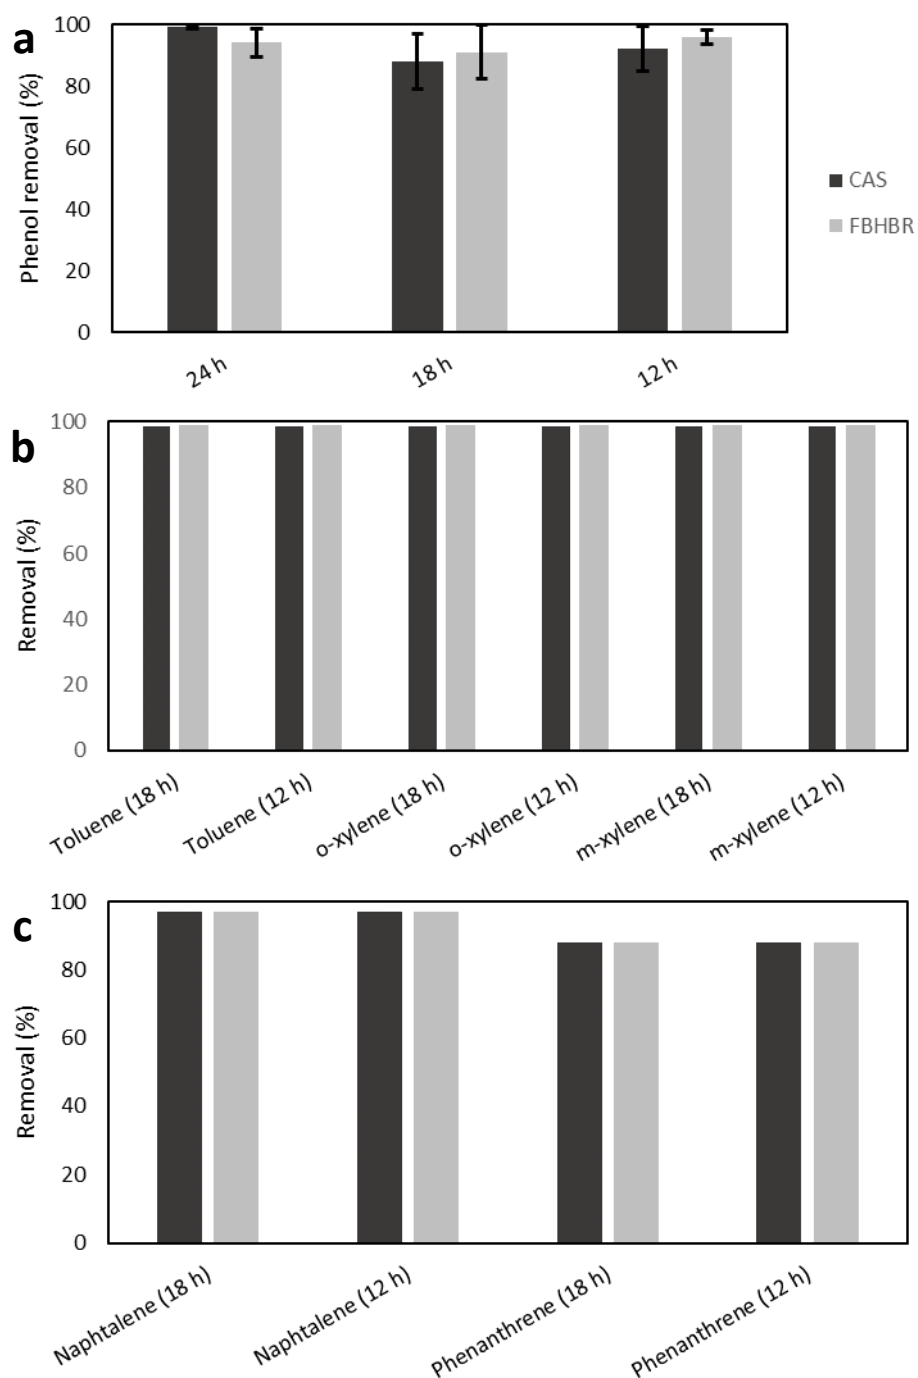 a
Phenol removal (%)
100
80
60
40
20
0
24 h
18 h
12 h
CAS
FBHBR
b
Removal (%)
100
80
60
40
20
0
Toluene (18 h)
Toluene (12 h)
o-xylene (18 h)
o-xylene (12 h)
m-xylene (18 h)
m-xylene (12 h)
c
Removal (%)
100
80
60
40
20
0
Naphtalene (18 h)
Naphtalene (12 h)
Phenanthrene (18 h)
Phenanthrene (12 h)